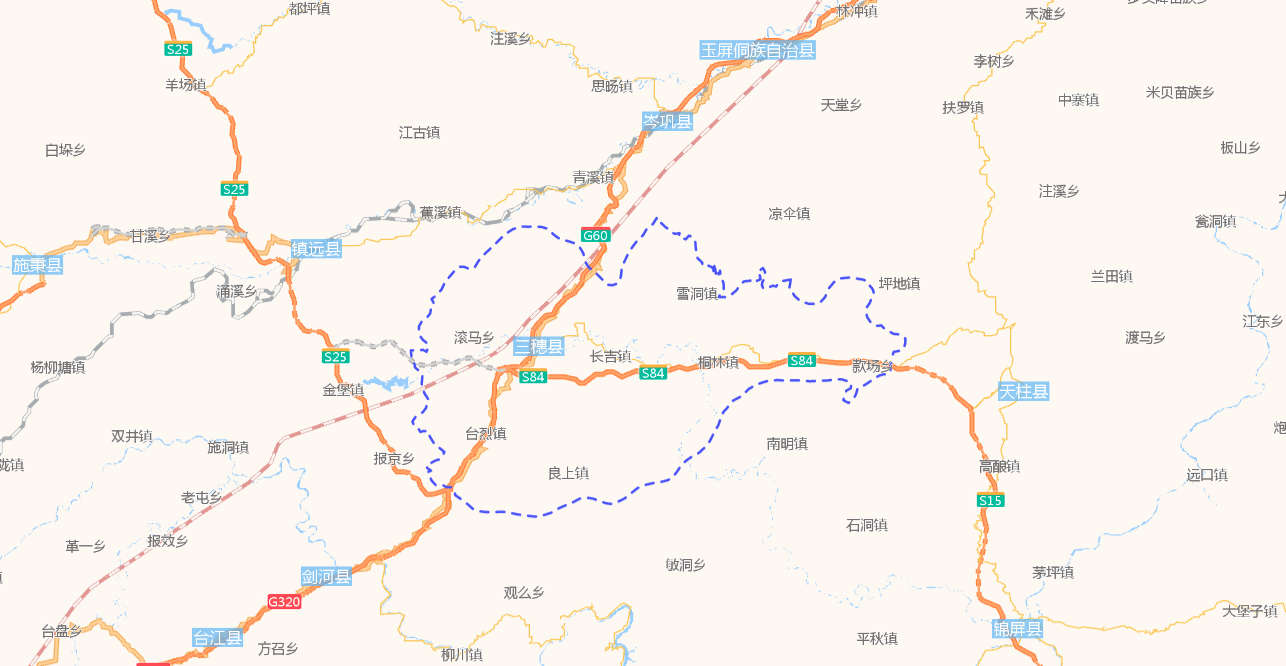 都坪镇
林冲镇
禾滩乡
注溪乡
S25
玉屏侗族自治县
李树乡
羊场镇
思旸镇
米贝苗族乡
中寨镇
天堂乡
扶罗镇
岑巩县
江古镇
白垛乡
板山乡
青溪镇
S25
注溪乡
蕉溪镇
凉伞镇
瓮洞镇
甘溪乡
G60
镇远县
施秉县
兰田镇
坪地镇
涌溪乡
雪洞镇
江东乡
滚马乡
渡马乡
三穗县
S25
长吉镇
S84
桐林镇
杨柳塘镇
款场乡
S84
S84
金堡镇
天柱县
双井镇
台烈镇
炮
南明镇
施洞镇
报京乡
陇镇
高酿镇
良上镇
远口镇
老屯乡
S15
石洞镇
报效乡
革一乡
敏洞乡
茅坪镇
剑河县
观么乡
G320
大堡子镇
台盘乡
锦屏县
台江县
平秋镇
方召乡
柳川镇